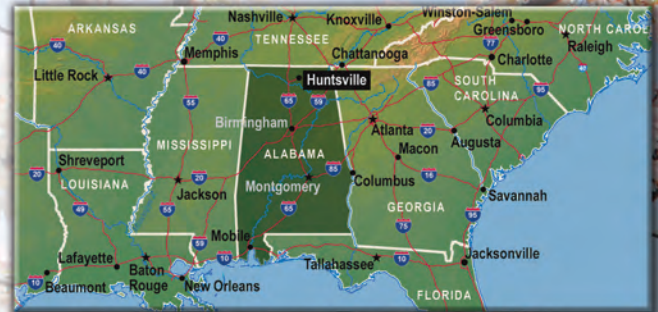 Nashville
Knoxville
Winston-Salem
Greensboro
NORTH CAROL
ARKANSAS
40
40
TENNESSEE
77
Raleigh
Memphis
Chattanooga
Charlotte
Little Rock
40
Huntsville
85
SOUTH CAROLINA
95
55
65
59
Birmingham
Atlanta
20
Columbia
MISSISSIPPI
ALABAMA
Macon
Augusta
Shreveport
20
LOUISIANA
20
Jackson
Montgomery
85
Columbus
16
Savannah
49
55
65
GEORGIA
95
59
Mobile
75
Lafayette
10
Baton Rouge
10
Tallahassee
10
Jacksonville
Beaumont
New Orleans
FLORIDA